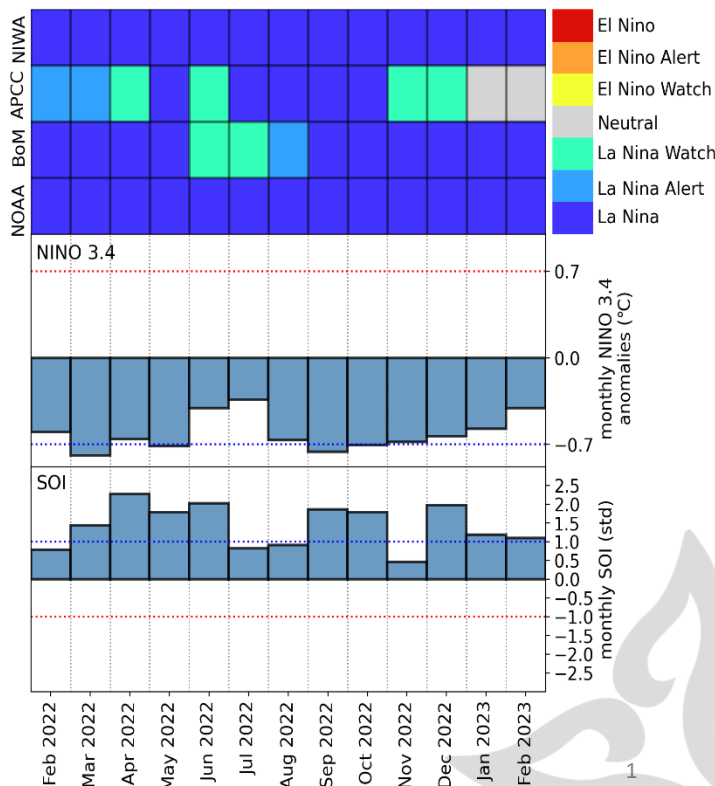 NIWA
APCC
BoM
NOAA
El Nino
El Nino Alert
El Nino Watch
Neutral
La Nina Watch
La Nina Alert
La Nina
NINO 3.4
0.7
0.0
−0.7
monthly NINO 3.4
anomalies (°C)
SOI
2.5
2.0
1.5
1.0
0.5
0.0
−0.5
−1.0
−1.5
−2.0
−2.5
monthly SOI (std)
Feb 2022
Mar 2022
Apr 2022
May 2022
Jun 2022
Jul 2022
Aug 2022
Sep 2022
Oct 2022
Nov 2022
Dec 2022
Jan 2023
Feb 2023
1